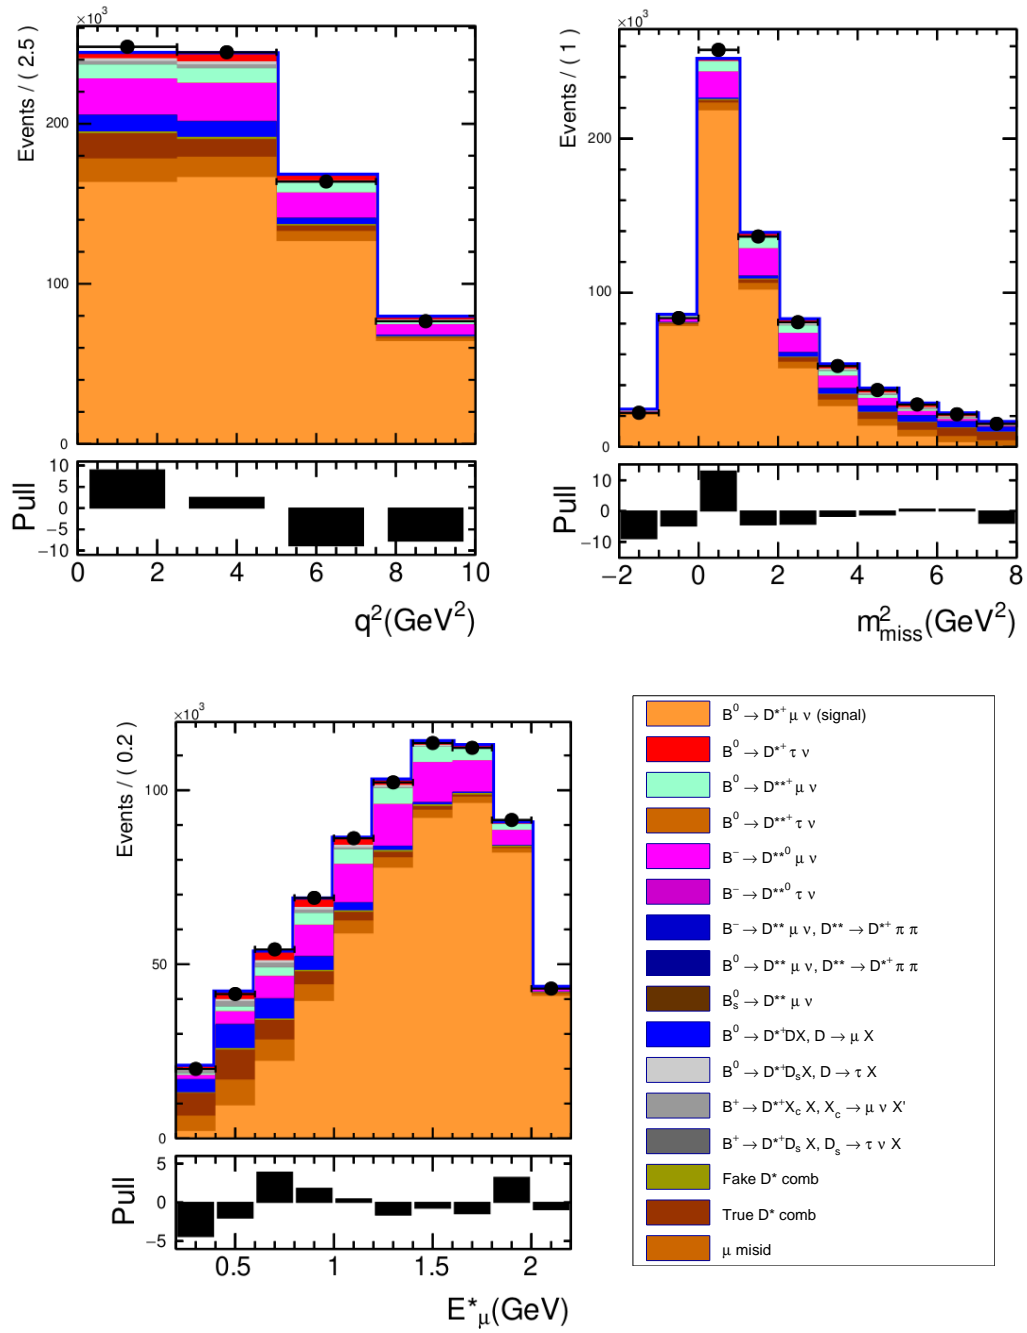 ×10³
Events / ( 2.5 )
200
100
0
Pull
10
5
0
−5
−10
0 2 4 6 8 10
q²(GeV²)
×10³
Events / ( 1 )
200
100
0
Pull
10
0
−10
−2 0 2 4 6 8
m²miss(GeV²)
×10³
Events / ( 0.2 )
100
50
0
Pull
5
0
−5
0.5 1 1.5 2
E*μ(GeV)
B⁰ → D*⁺ μ ν (signal)
B⁰ → D*⁺ τ ν
B⁰ → D**⁺ μ ν
B⁰ → D**⁺ τ ν
B⁻ → D**⁰ μ ν
B⁻ → D**⁰ τ ν
B⁻ → D** μ ν, D** → D*⁺ π π
B⁰ → D** μ ν, D** → D*⁺ π π
B⁰s → D** μ ν
B⁰ → D*⁺DX, D → μ X
B⁰ → D*⁺DsX, D → τ X
B⁺ → D*⁺Xc X, Xc → μ ν X'
B⁺ → D*⁺Ds X, Ds → τ ν X
Fake D* comb
True D* comb
μ misid